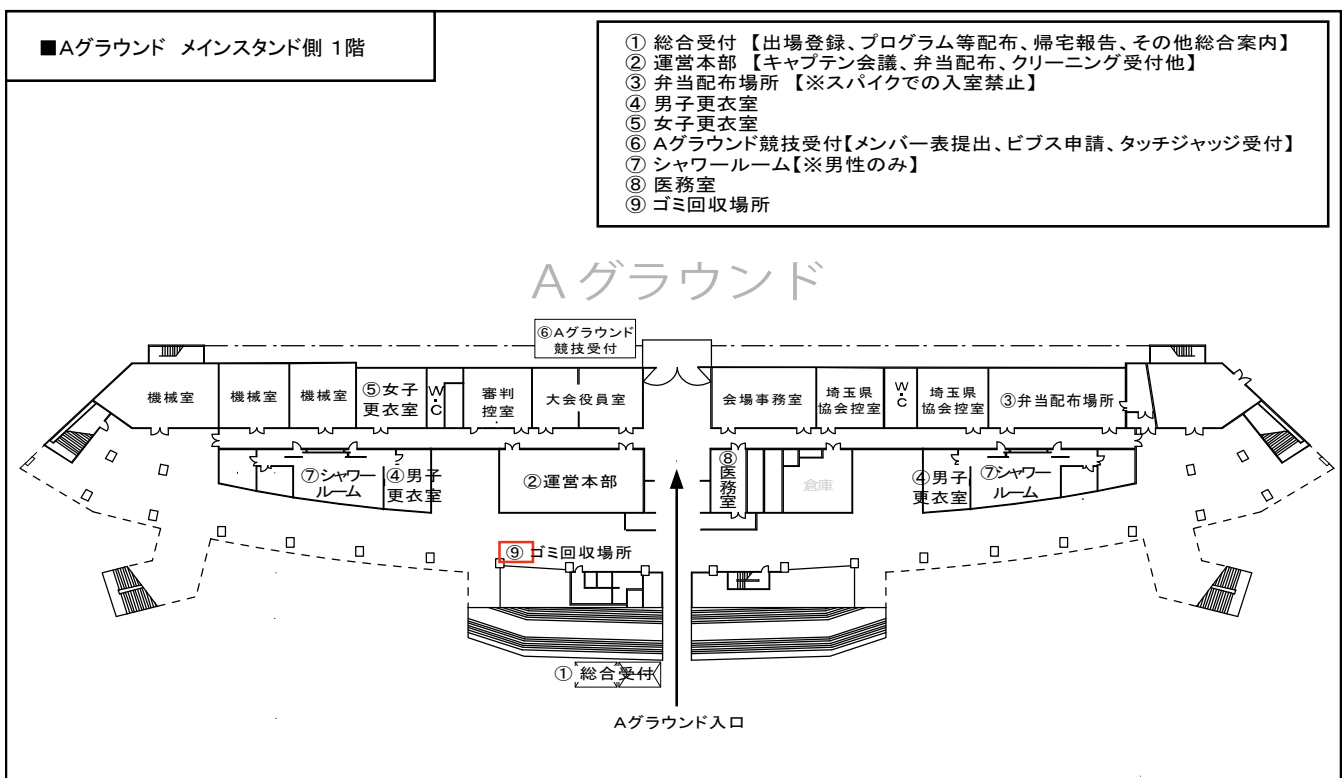 ■Aグラウンド メインスタンド側 1階
① 総合受付 【出場登録、プログラム等配布、帰宅報告、その他総合案内】
② 運営本部 【キャプテン会議、弁当配布、クリーニング受付他】
③ 弁当配布場所 【※スパイクでの入室禁止】
④ 男子更衣室
⑤ 女子更衣室
⑥ Aグラウンド競技受付【メンバー表提出、ビブス申請、タッチジャッジ受付】
⑦ シャワールーム【※男性のみ】
⑧ 医務室
⑨ ゴミ回収場所
Aグラウンド
⑥Aグラウンド
競技受付
機械室
機械室
機械室
⑤女子
更衣室
W・C
審判
控室
大会役員室
会場事務室
埼玉県
協会控室
W・C
埼玉県
協会控室
③弁当配布場所
⑦シャワー
ルーム
④男子
更衣室
②運営本部
⑧医務室
倉庫
④男子
更衣室
⑦シャワー
ルーム
⑨ ゴミ回収場所
① 総合受付
Aグラウンド入口